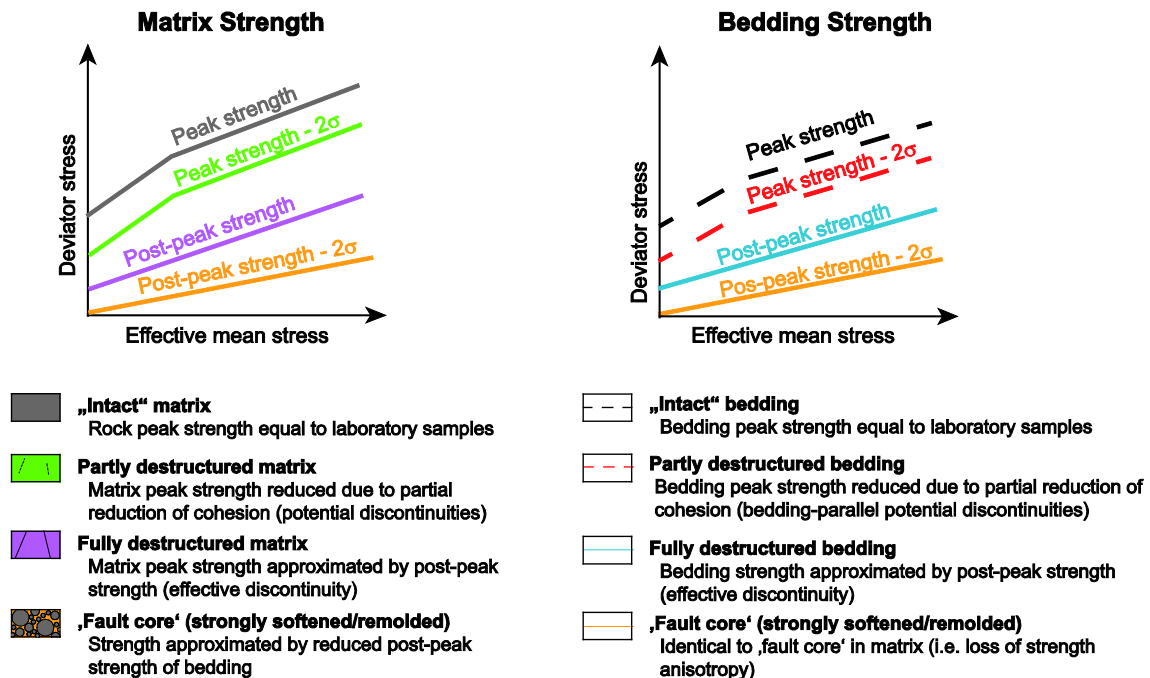 Matrix Strength
Deviator stress
Peak strength
Peak strength - 2σ
Post-peak strength
Post-peak strength - 2σ
Effective mean stress
Bedding Strength
Deviator stress
Peak strength
Peak strength - 2σ
Post-peak strength
Pos-peak strength - 2σ
Effective mean stress
„Intact“ matrix
Rock peak strength equal to laboratory samples
Partly destructured matrix
Matrix peak strength reduced due to partial
reduction of cohesion (potential discontinuities)
Fully destructured matrix
Matrix peak strength approximated by post-peak
strength (effective discontinuity)
‚Fault core‘ (strongly softened/remolded)
Strength approximated by reduced post-peak
strength of bedding
„Intact“ bedding
Bedding peak strength equal to laboratory samples
Partly destructured bedding
Bedding peak strength reduced due to partial reduction of
cohesion (bedding-parallel potential discontinuities)
Fully destructured bedding
Bedding strength approximated by post-peak strength
(effective discontinuity)
‚Fault core‘ (strongly softened/remolded)
Identical to ‚fault core‘ in matrix (i.e. loss of strength
anisotropy)